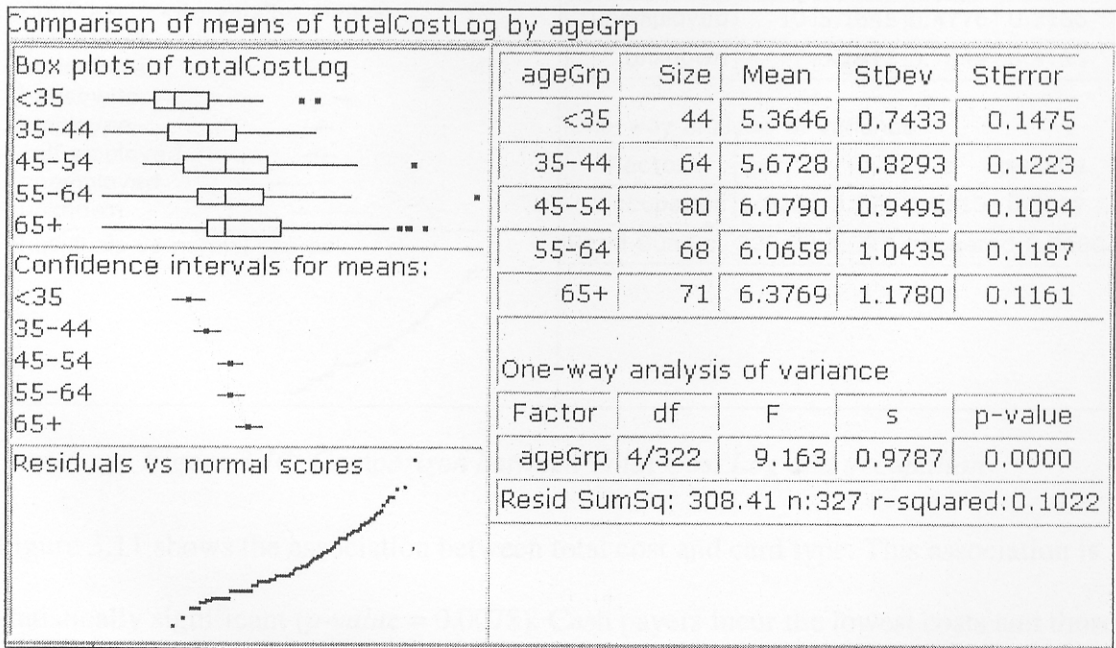 Comparison of means of totalCostLog by ageGrp
Box plots of totalCostLog
<35
35-44
45-54
55-64
65+
Confidence intervals for means:
<35
35-44
45-54
55-64
65+
Residuals vs normal scores
ageGrp Size Mean StDev StError
<35 44 5.3646 0.7433 0.1475
35-44 64 5.6728 0.8293 0.1223
45-54 80 6.0790 0.9495 0.1094
55-64 68 6.0658 1.0435 0.1187
65+ 71 6.3769 1.1780 0.1161
One-way analysis of variance
Factor df F s p-value
ageGrp 4/322 9.163 0.9787 0.0000
Resid SumSq: 308.41 n:327 r-squared:0.1022